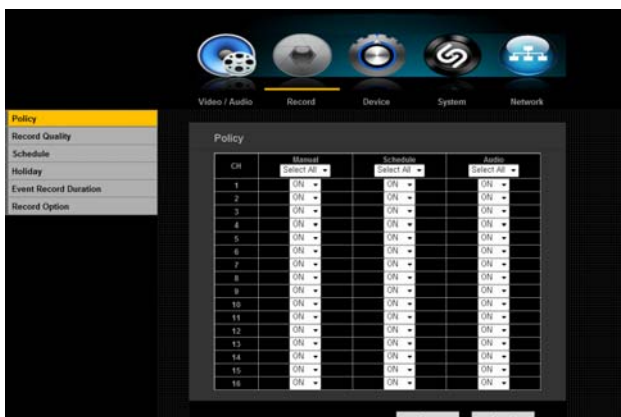 Video / Audio Record Device System Network
Policy
Record Quality
Schedule
Holiday
Event Record Duration
Record Option
Policy
CH Manual Schedule Audio
Select All Select All Select All
1 ON ON ON
2 ON ON ON
3 ON ON ON
4 ON ON ON
5 ON ON ON
6 ON ON ON
7 ON ON ON
8 ON ON ON
9 ON ON ON
10 ON ON ON
11 ON ON ON
12 ON ON ON
13 ON ON ON
14 ON ON ON
15 ON ON ON
16 ON ON ON